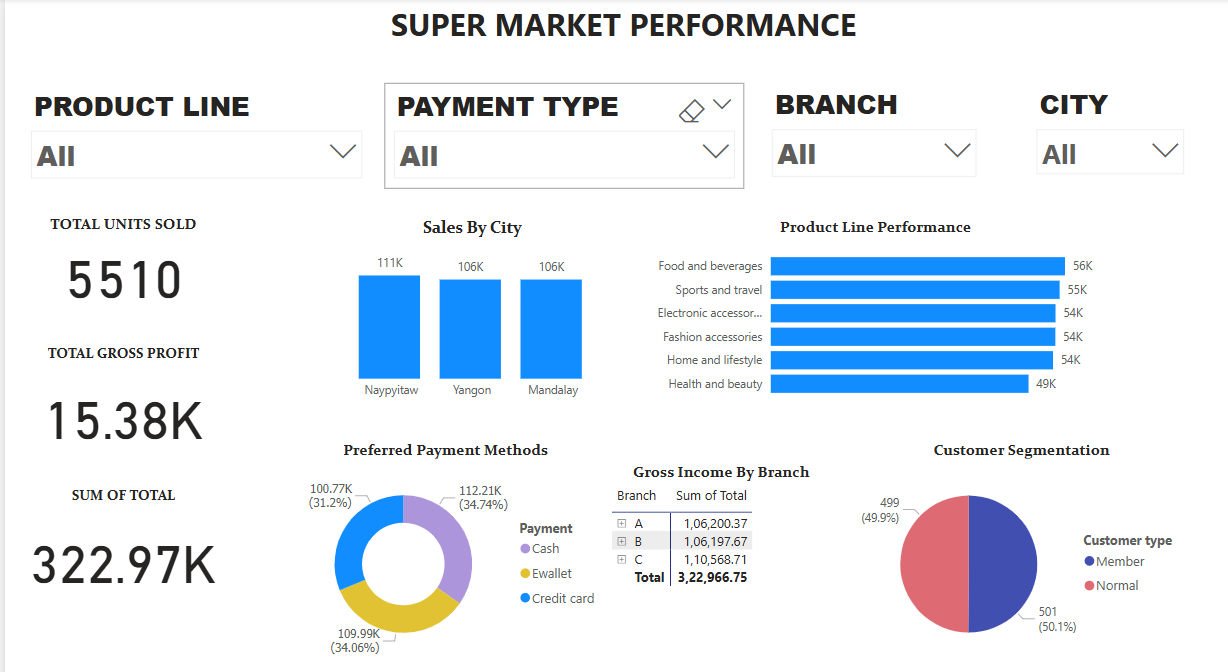 SUPER MARKET PERFORMANCE
PRODUCT LINE
All
PAYMENT TYPE
All
BRANCH
All
CITY
All
TOTAL UNITS SOLD
5510
TOTAL GROSS PROFIT
15.38K
SUM OF TOTAL
322.97K
Sales By City
111K
106K
106K
Naypyitaw
Yangon
Mandalay
Product Line Performance
Food and beverages 56K
Sports and travel 55K
Electronic accessor... 54K
Fashion accessories 54K
Home and lifestyle 54K
Health and beauty 49K
Preferred Payment Methods
100.77K
(31.2%)
112.21K
(34.74%)
109.99K
(34.06%)
Payment
Cash
Ewallet
Credit card
Gross Income By Branch
Branch Sum of Total
A 1,06,200.37
B 1,06,197.67
C 1,10,568.71
Total 3,22,966.75
Customer Segmentation
499
(49.9%)
501
(50.1%)
Customer type
Member
Normal